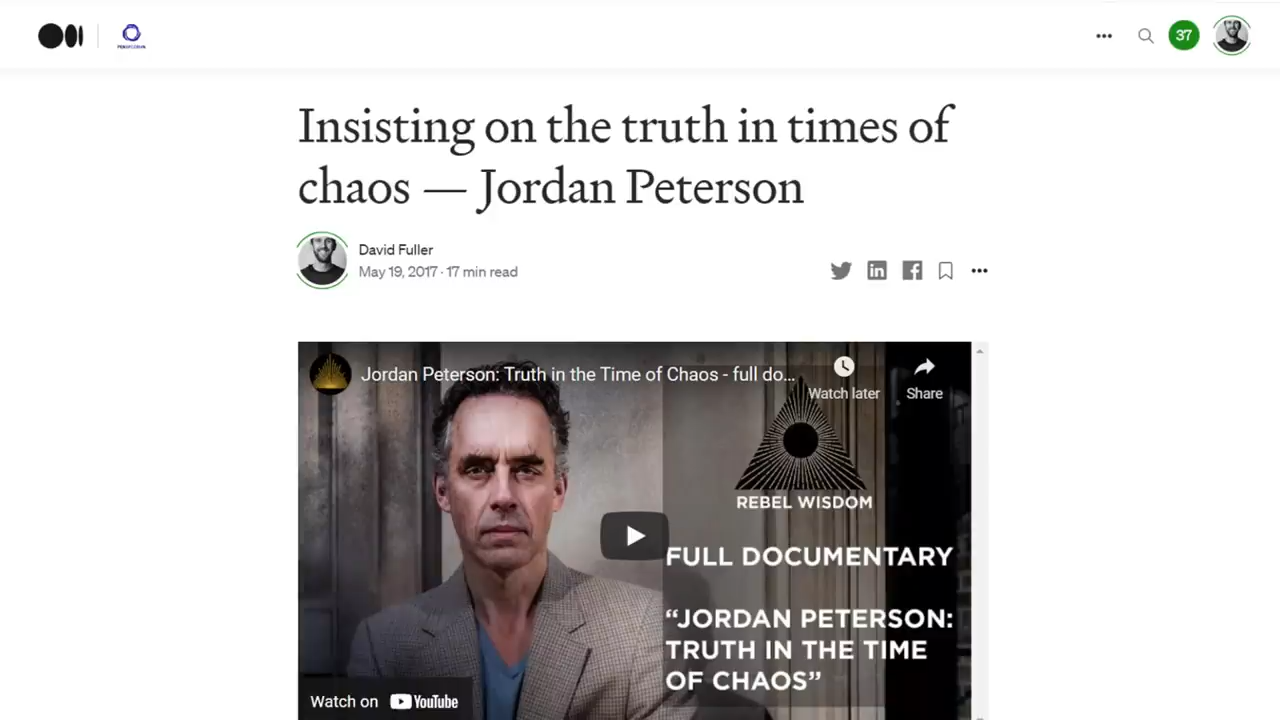 37
Insisting on the truth in times of
chaos — Jordan Peterson
David Fuller
May 19, 2017 · 17 min read
Jordan Peterson: Truth in the Time of Chaos - full do...
Watch later
Share
REBEL WISDOM
FULL DOCUMENTARY
“JORDAN PETERSON:
TRUTH IN THE TIME
OF CHAOS”
Watch on YouTube